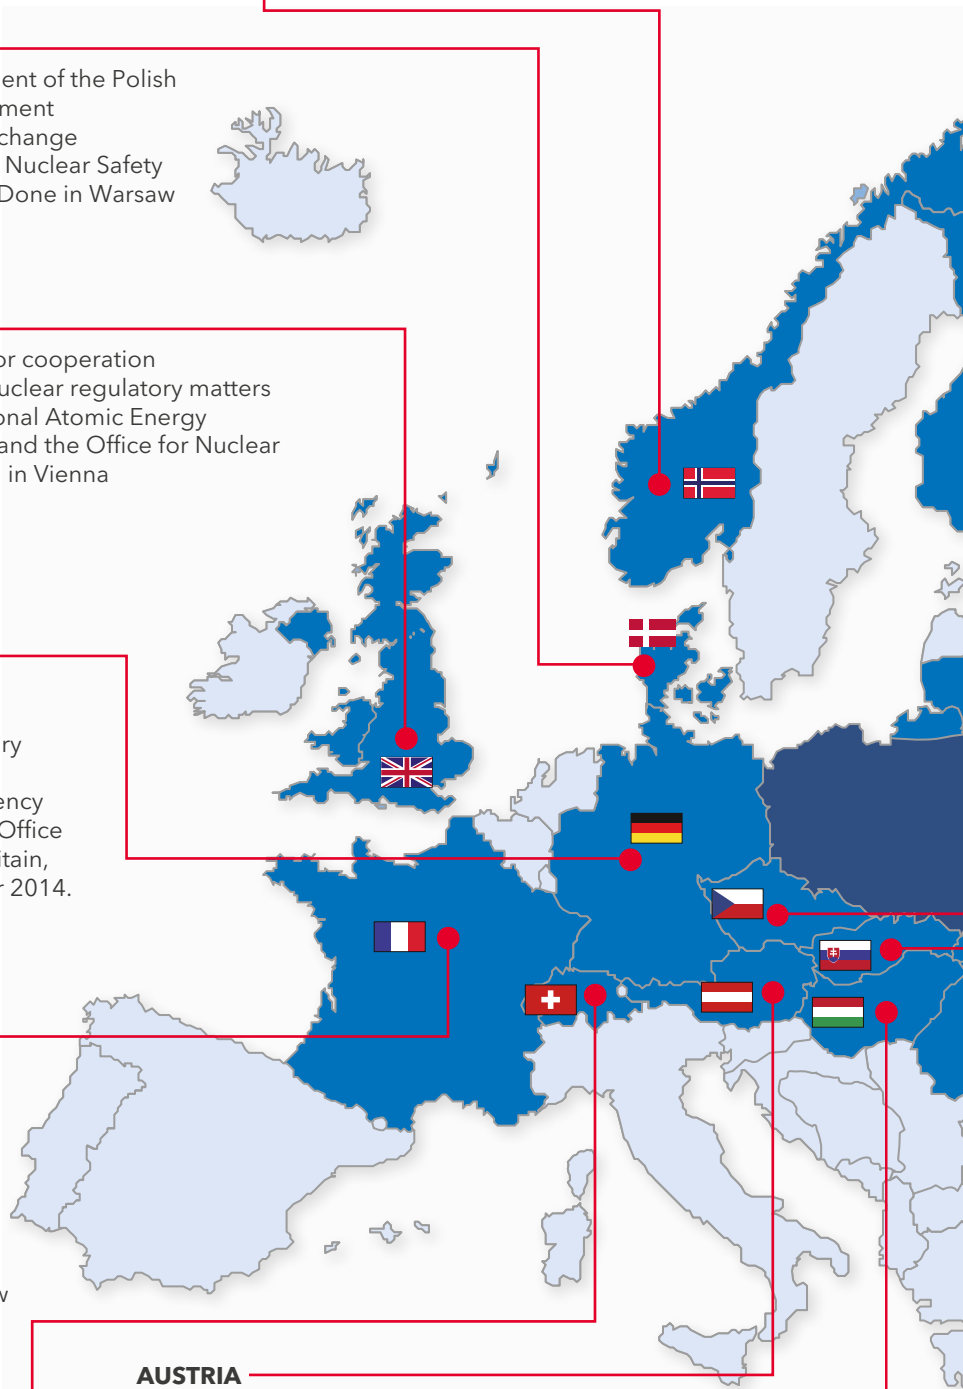 ent of the Polish
ment
change
Nuclear Safety
Done in Warsaw
or cooperation
uclear regulatory matters
onal Atomic Energy
and the Office for Nuclear
in Vienna
ry
ency
Office
itain,
r 2014.
w
AUSTRIA